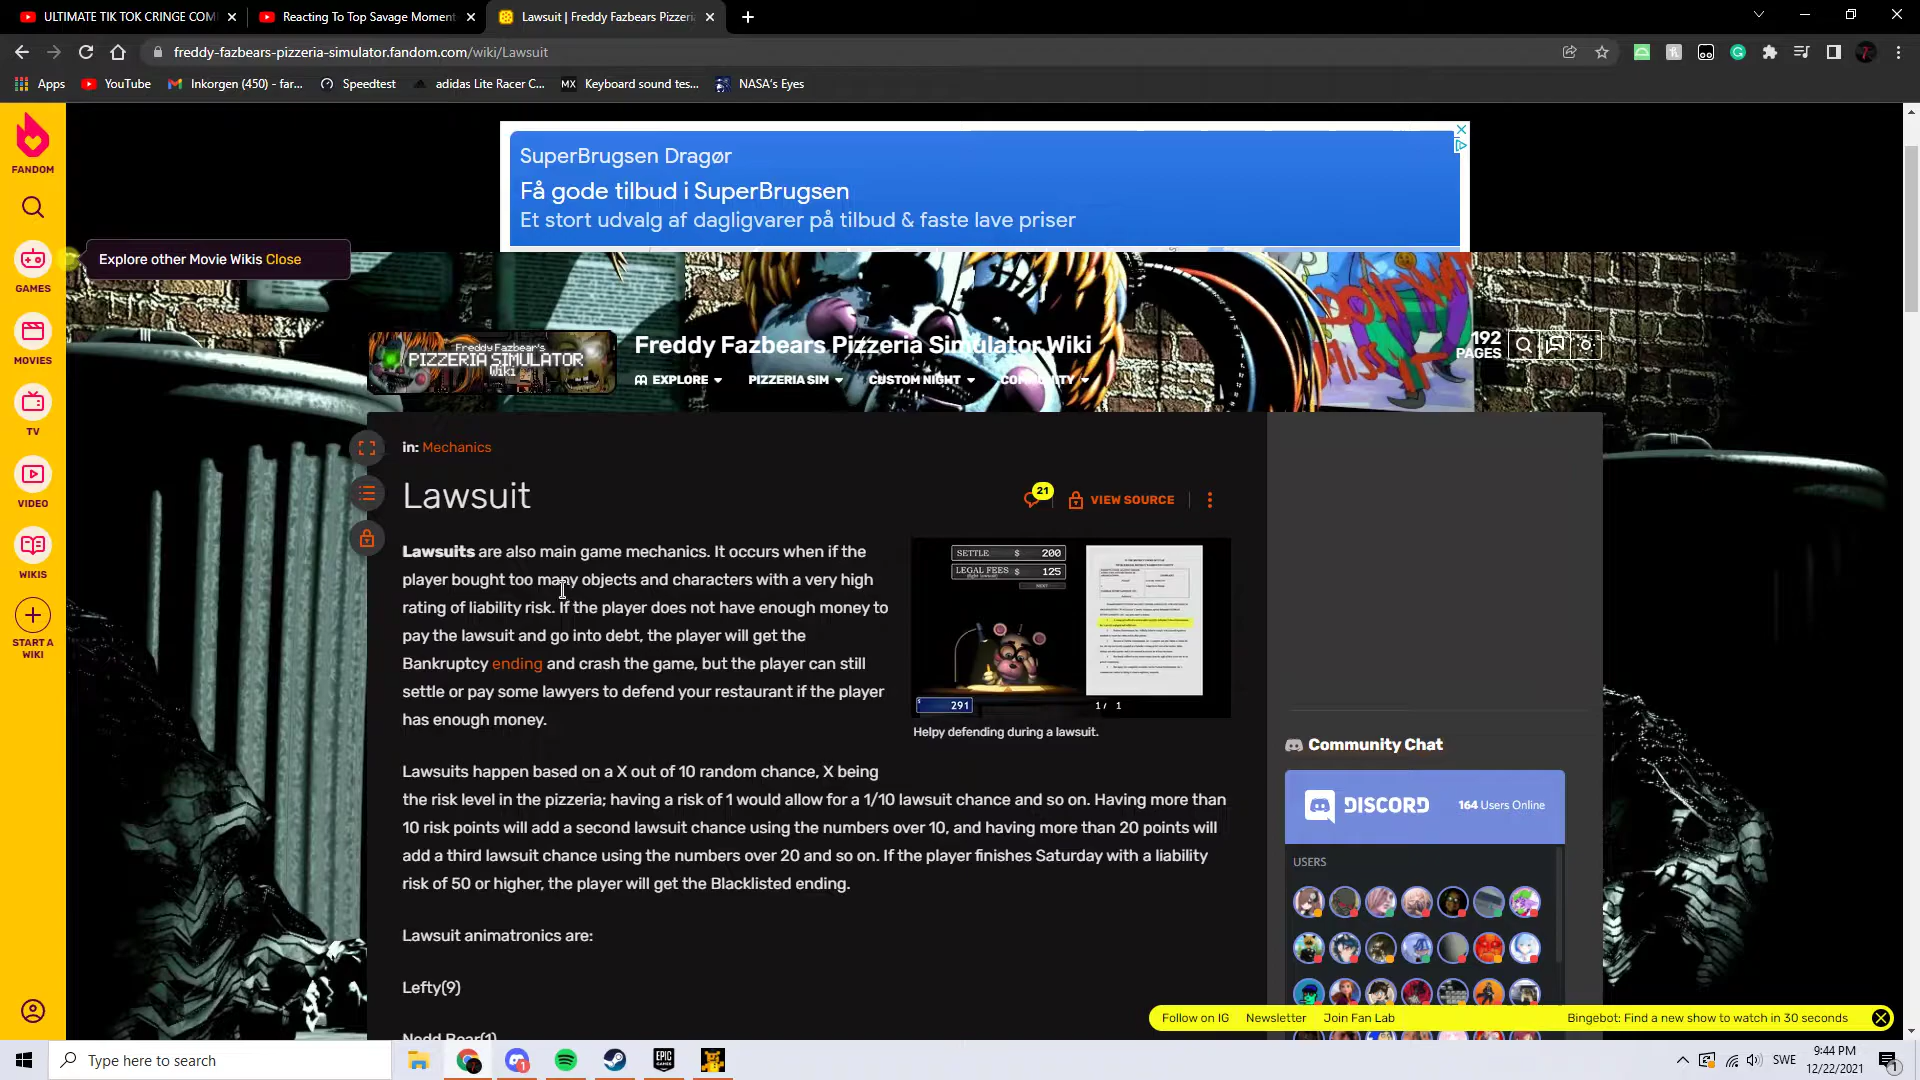 ULTIMATE TIK TOK CRINGE COM
Reacting To Top Savage Moment
Lawsuit | Freddy Fazbears Pizzeria
freddy-fazbears-pizzeria-simulator.fandom.com/wiki/Lawsuit
Apps
YouTube
Inkorgen (450) - far...
Speedtest
adidas Lite Racer C...
MX
Keyboard sound tes...
NASA's Eyes
FANDOM
SuperBrugsen Dragør
Få gode tilbud i SuperBrugsen
Et stort udvalg af dagligvarer på tilbud & faste lave priser
Explore other Movie Wikis Close
GAMES
MOVIES
TV
VIDEO
WIKIS
START A
WIKI
Freddy Fazbear's
PIZZERIA SIMULATOR
Wiki
Freddy Fazbears Pizzeria Simulator Wiki
192
PAGES
EXPLORE
PIZZERIA SIM
CUSTOM NIGHT
COMMUNITY
in: Mechanics
Lawsuit
21
VIEW SOURCE
Lawsuits are also main game mechanics. It occurs when if the
player bought too many objects and characters with a very high
rating of liability risk. If the player does not have enough money to
pay the lawsuit and go into debt, the player will get the
Bankruptcy ending and crash the game, but the player can still
settle or pay some lawyers to defend your restaurant if the player
has enough money.
SETTLE $ 200
LEGAL FEES $ 125
NEXT
$ 291
1 / 1
Helpy defending during a lawsuit.
Lawsuits happen based on a X out of 10 random chance, X being
the risk level in the pizzeria; having a risk of 1 would allow for a 1/10 lawsuit chance and so on. Having more than
10 risk points will add a second lawsuit chance using the numbers over 10, and having more than 20 points will
add a third lawsuit chance using the numbers over 20 and so on. If the player finishes Saturday with a liability
risk of 50 or higher, the player will get the Blacklisted ending.
Lawsuit animatronics are:
Lefty(9)
Nedd Bear(1)
Community Chat
DISCORD
164 Users Online
USERS
Follow on IG
Newsletter
Join Fan Lab
Bingebot: Find a new show to watch in 30 seconds
Type here to search
EPIC
GAMES
SWE
9:44 PM
12/22/2021
1